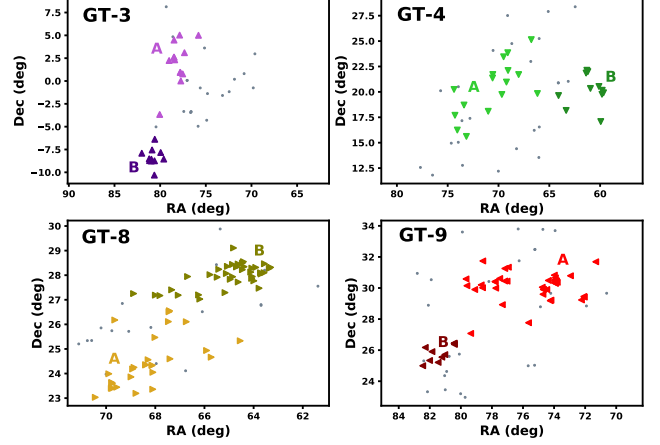 GT-3
A
B
7.5
5.0
2.5
0.0
−2.5
−5.0
−7.5
−10.0
Dec (deg)
90 85 80 75 70 65
RA (deg)
GT-4
A
B
27.5
25.0
22.5
20.0
17.5
15.0
12.5
Dec (deg)
75 70 65 60
RA (deg)
GT-8
B
A
30
29
28
27
26
25
24
23
Dec (deg)
70 68 66 64 62
RA (deg)
GT-9
A
B
34
32
30
28
26
24
Dec (deg)
84 82 80 78 76 74 72 70
RA (deg)